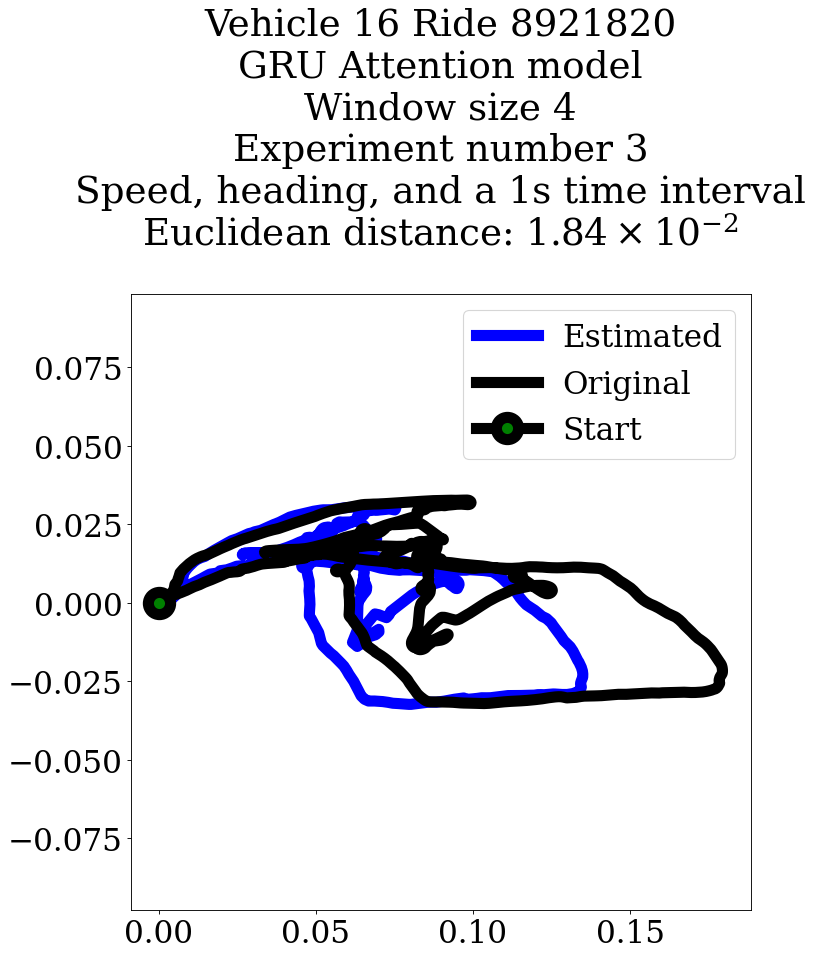 Vehicle 16 Ride 8921820
GRU Attention model
Window size 4
Experiment number 3
Speed, heading, and a 1s time interval
Euclidean distance: 1.84 × 10⁻²
Estimated
Original
Start
0.075
0.050
0.025
0.000
−0.025
−0.050
−0.075
0.00 0.05 0.10 0.15